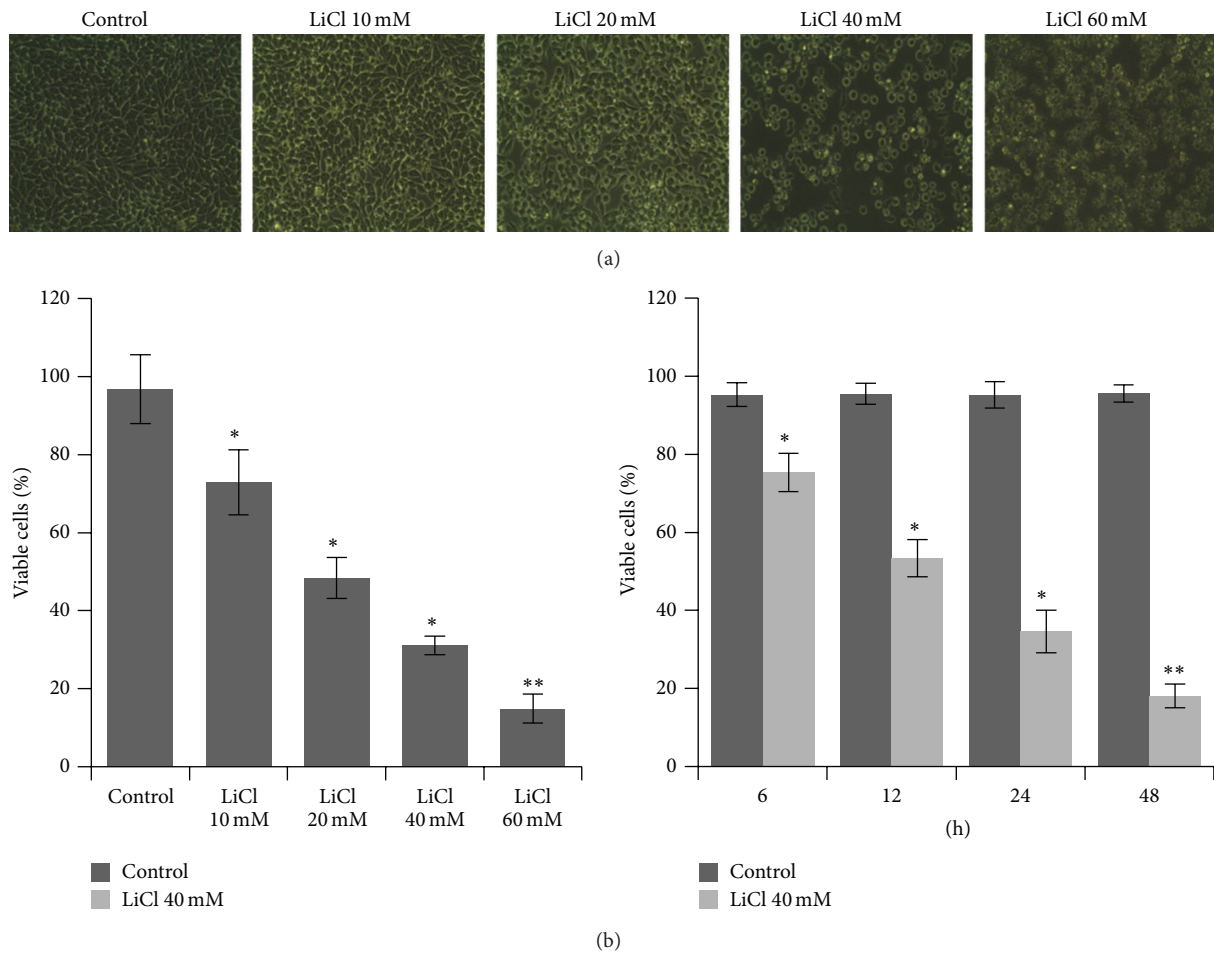 Control
LiCl 10 mM
LiCl 20 mM
LiCl 40 mM
LiCl 60 mM
(a)
120
100
80
60
40
20
0
Viable cells (%)
*
*
*
**
Control
LiCl
10 mM
LiCl
20 mM
LiCl
40 mM
LiCl
60 mM
Control
LiCl 40 mM
120
100
80
60
40
20
0
Viable cells (%)
*
*
*
**
6
12
24
48
(h)
Control
LiCl 40 mM
(b)